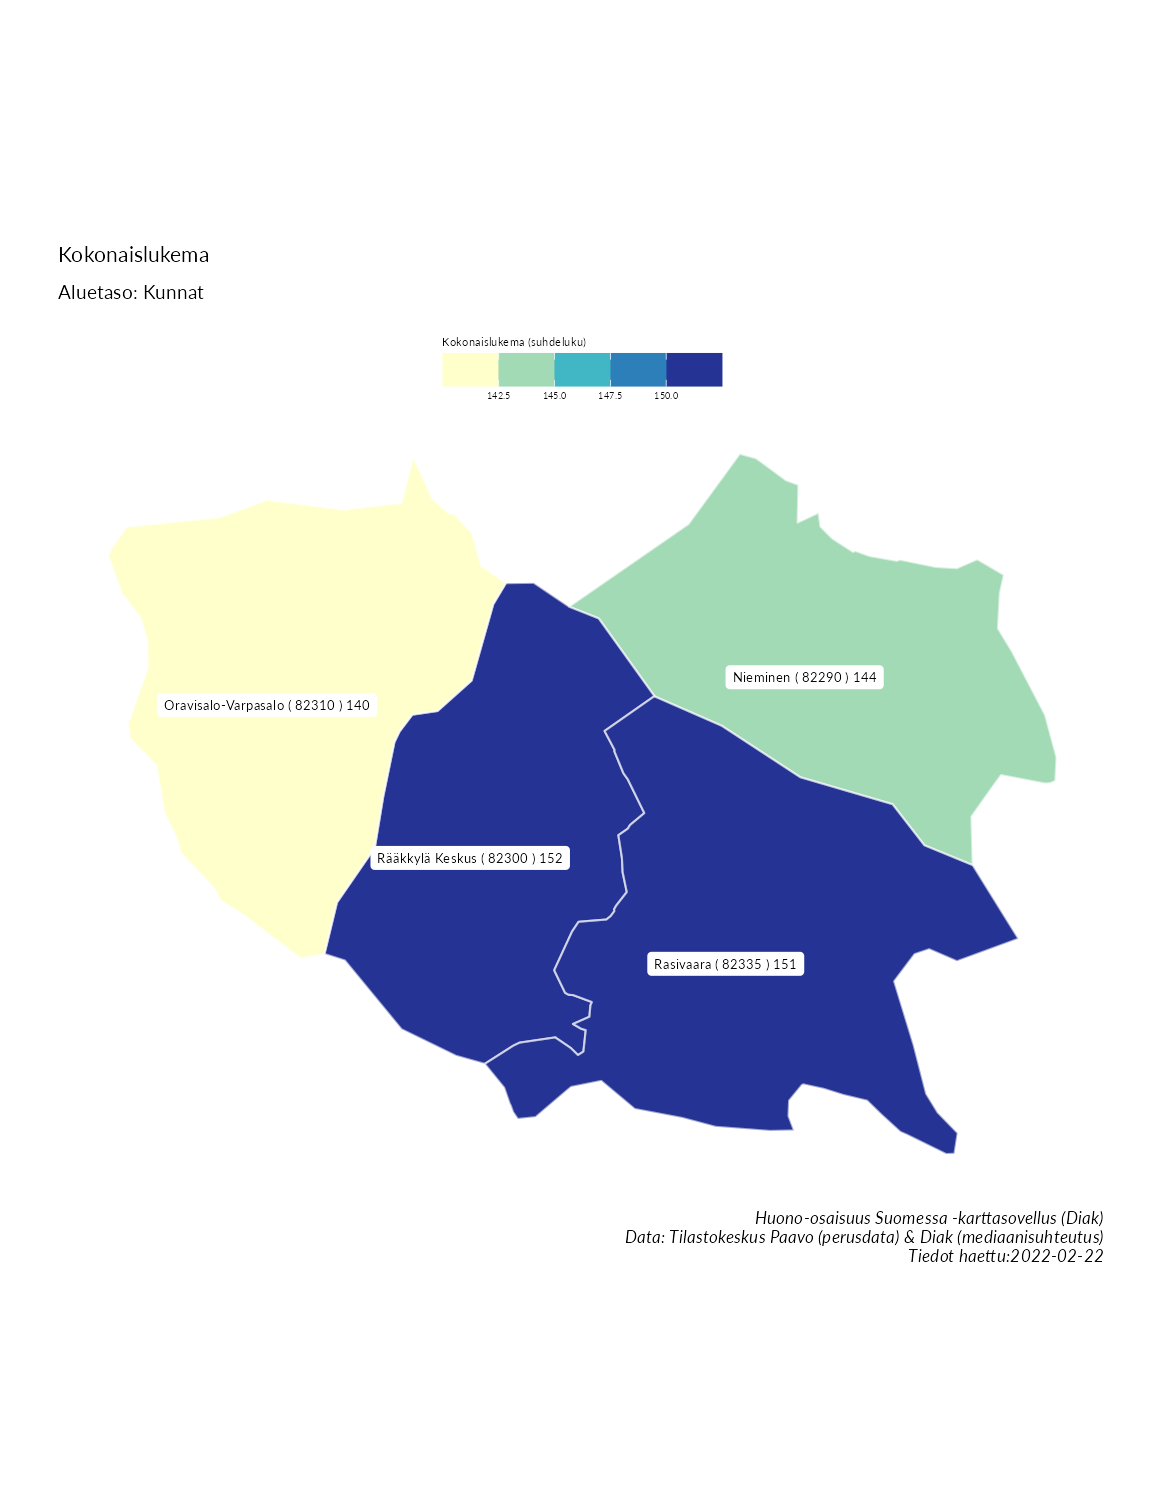 Kokonaislukema
Aluetaso: Kunnat
Kokonaislukema (suhdeluku)
142.5 145.0 147.5 150.0
Nieminen ( 82290 ) 144
Oravisalo-Varpasalo ( 82310 ) 140
Rääkkylä Keskus ( 82300 ) 152
Rasivaara ( 82335 ) 151
Huono-osaisuus Suomessa -karttasovellus (Diak)
Data: Tilastokeskus Paavo (perusdata) & Diak (mediaanisuhteutus)
Tiedot haettu:2022-02-22